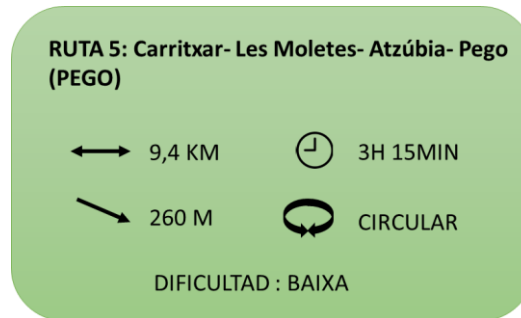 RUTA 5: Carritxar- Les Moletes- Atzúbia- Pego
(PEGO)
9,4 KM
3H 15MIN
260 M
CIRCULAR
DIFICULTAD : BAIXA